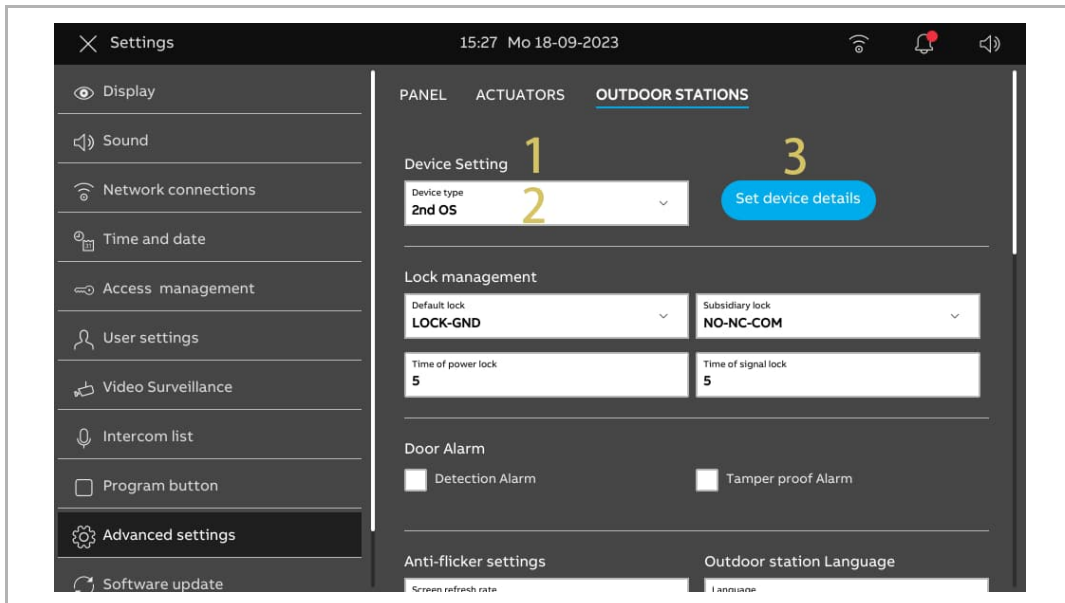 Settings
15:27 Mo 18-09-2023
Display
Sound
Network connections
Time and date
31
Access management
User settings
Video Surveillance
Intercom list
Program button
Advanced settings
Software update
PANEL ACTUATORS OUTDOOR STATIONS
1 3
Device Setting
Device type
2nd OS
2
Set device details
Lock management
Default lock
LOCK-GND
Subsidiary lock
NO-NC-COM
Time of power lock
5
Time of signal lock
5
Door Alarm
Detection Alarm
Tamper proof Alarm
Anti-flicker settings
Outdoor station Language
Screen refresh rate
Language